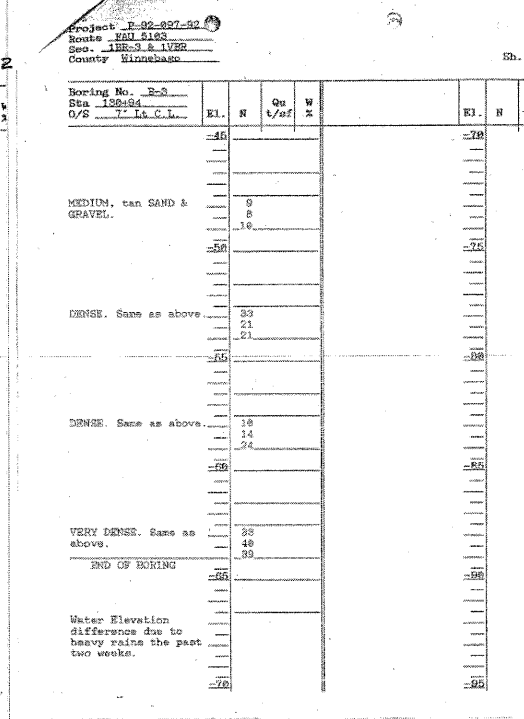 Project P-92-097-92
Route FAU 5103
Sec. 1BR-3 & 1VBR
County Winnebago
Sh.
2
Boring No. B-3
Sta 130+94
O/S 7' Lt C.L.
El. N Qu t/sf W %
El. N
-45 -70
MEDIUM, tan SAND & 9
GRAVEL. 8
10
-50 -75
DENSE. Same as above. 33
21
21
-55 -80
DENSE. Same as above. 10
14
24
-60 -85
VERY DENSE. Same as 38
above. 40
39
END OF BORING
-65 -90
Water Elevation
difference due to
heavy rains the past
two weeks.
-70 -95